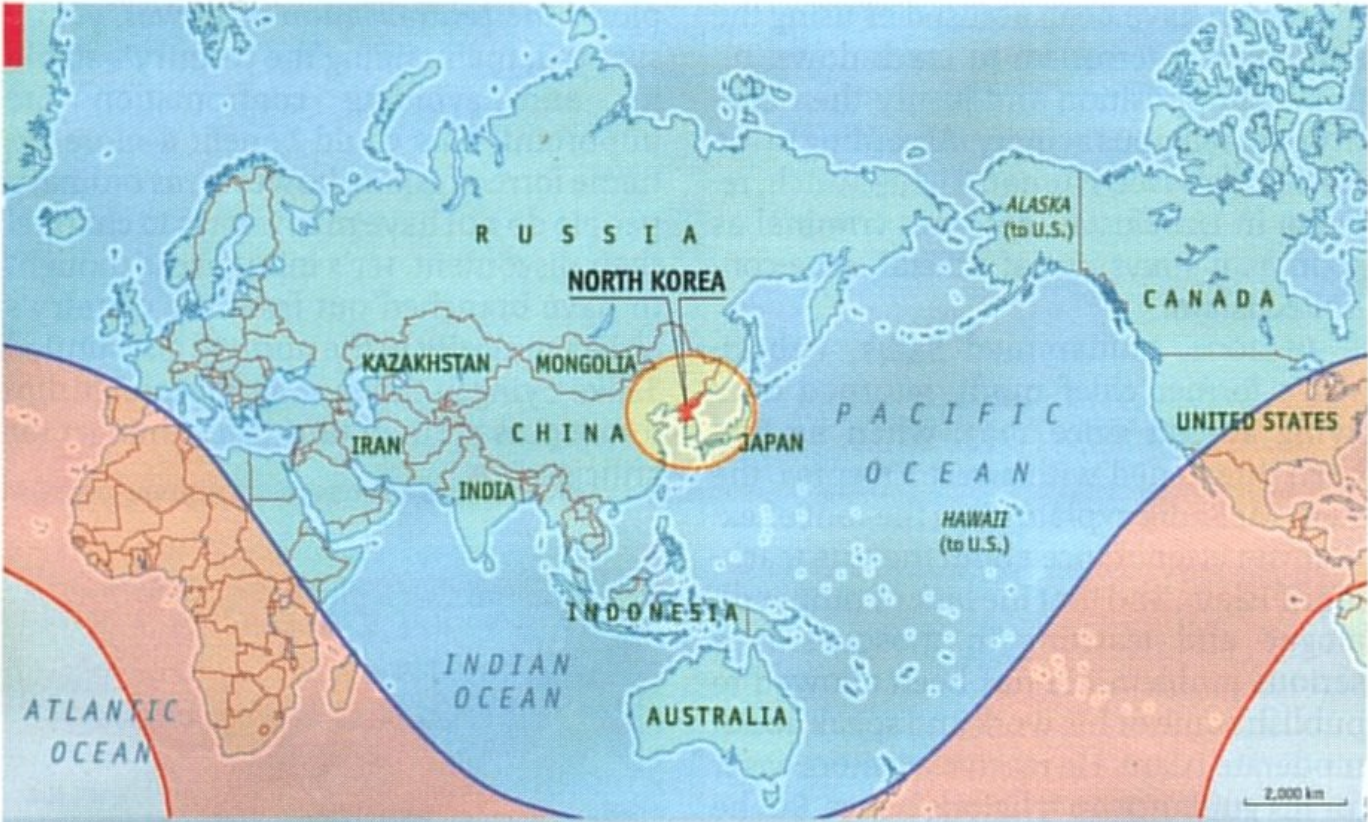 ALASKA
(to U.S.)
R U S S I A
NORTH KOREA
CANADA
KAZAKHSTAN
MONGOLIA
PACIFIC
OCEAN
UNITED STATES
CHINA
JAPAN
IRAN
INDIA
HAWAII
(to U.S.)
INDONESIA
INDIAN
OCEAN
ATLANTIC
OCEAN
AUSTRALIA
2,000 km